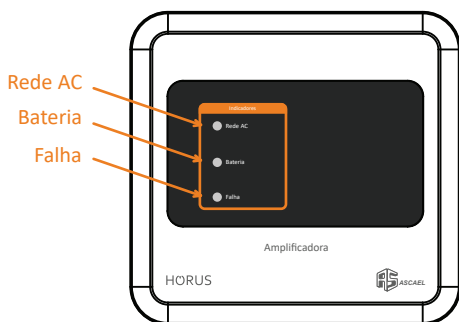 Rede AC
Bateria
Falha
Indicadores
Rede AC
Bateria
Falha
Amplificadora
HORUS
ASCAEL